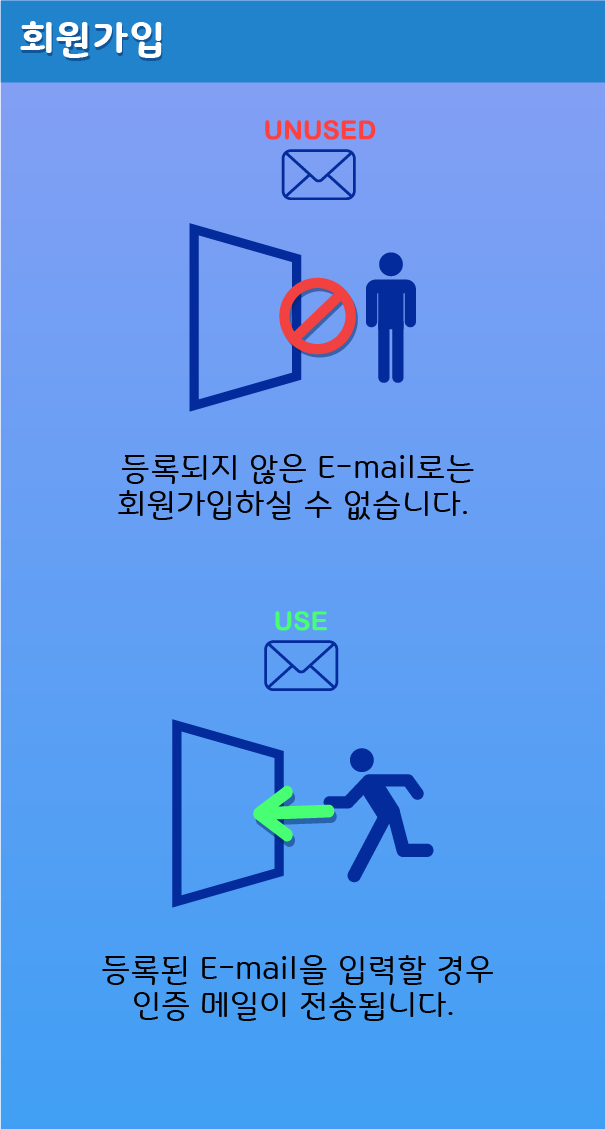 회원가입
UNUSED
등록되지 않은 E-mail로는
회원가입하실 수 없습니다.
USE
등록된 E-mail을 입력할 경우
인증 메일이 전송됩니다.